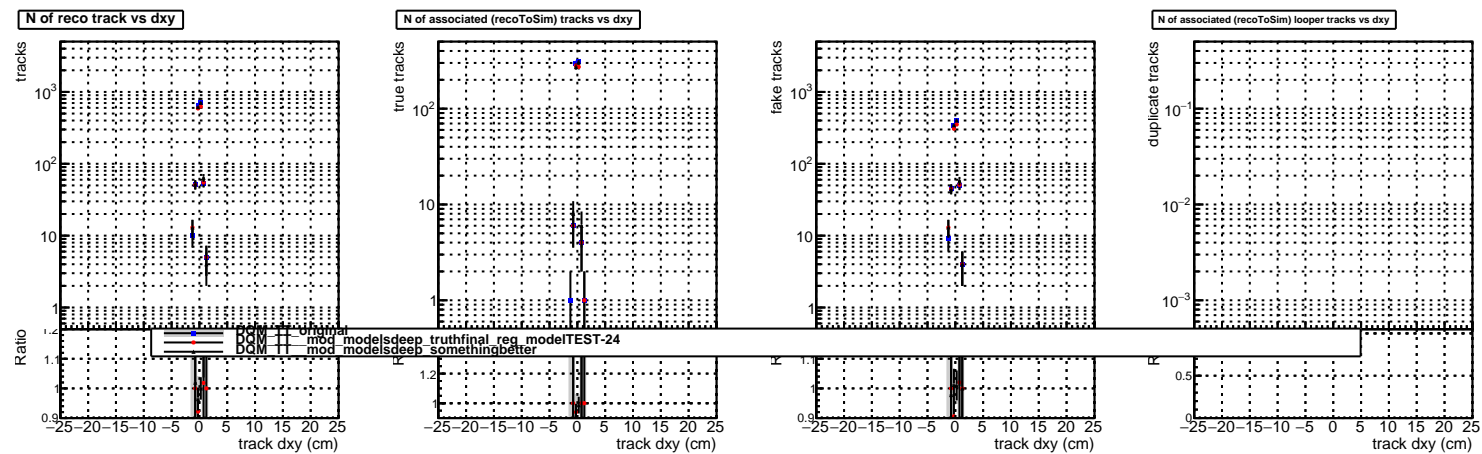 N of reco track vs dxy
N of associated (recoToSim) tracks vs dxy
N of associated (recoToSim) looper tracks vs dxy
tracks
10³
10²
10
1
Ratio
1.2
1.1
1
0.9
−25−20−15−10 −5 0 5 10 15 20 25
track dxy (cm)
true tracks
10²
10
1
1.2
1
−25−20−15−10 −5 0 5 10 15 20 25
track dxy (cm)
fake tracks
10³
10²
10
1
1.1
1
0.9
−25−20−15−10 −5 0 5 10 15 20 25
track dxy (cm)
duplicate tracks
10⁻¹
10⁻²
10⁻³
0.5
0
−25−20−15−10 −5 0 5 10 15 20 25
track dxy (cm)
DQM_TT_original
DQM_TT__mod_modelsdeep_truthfinal_reg_modelTEST-24
DQM_TT__mod_modelsdeep_somethingbetter